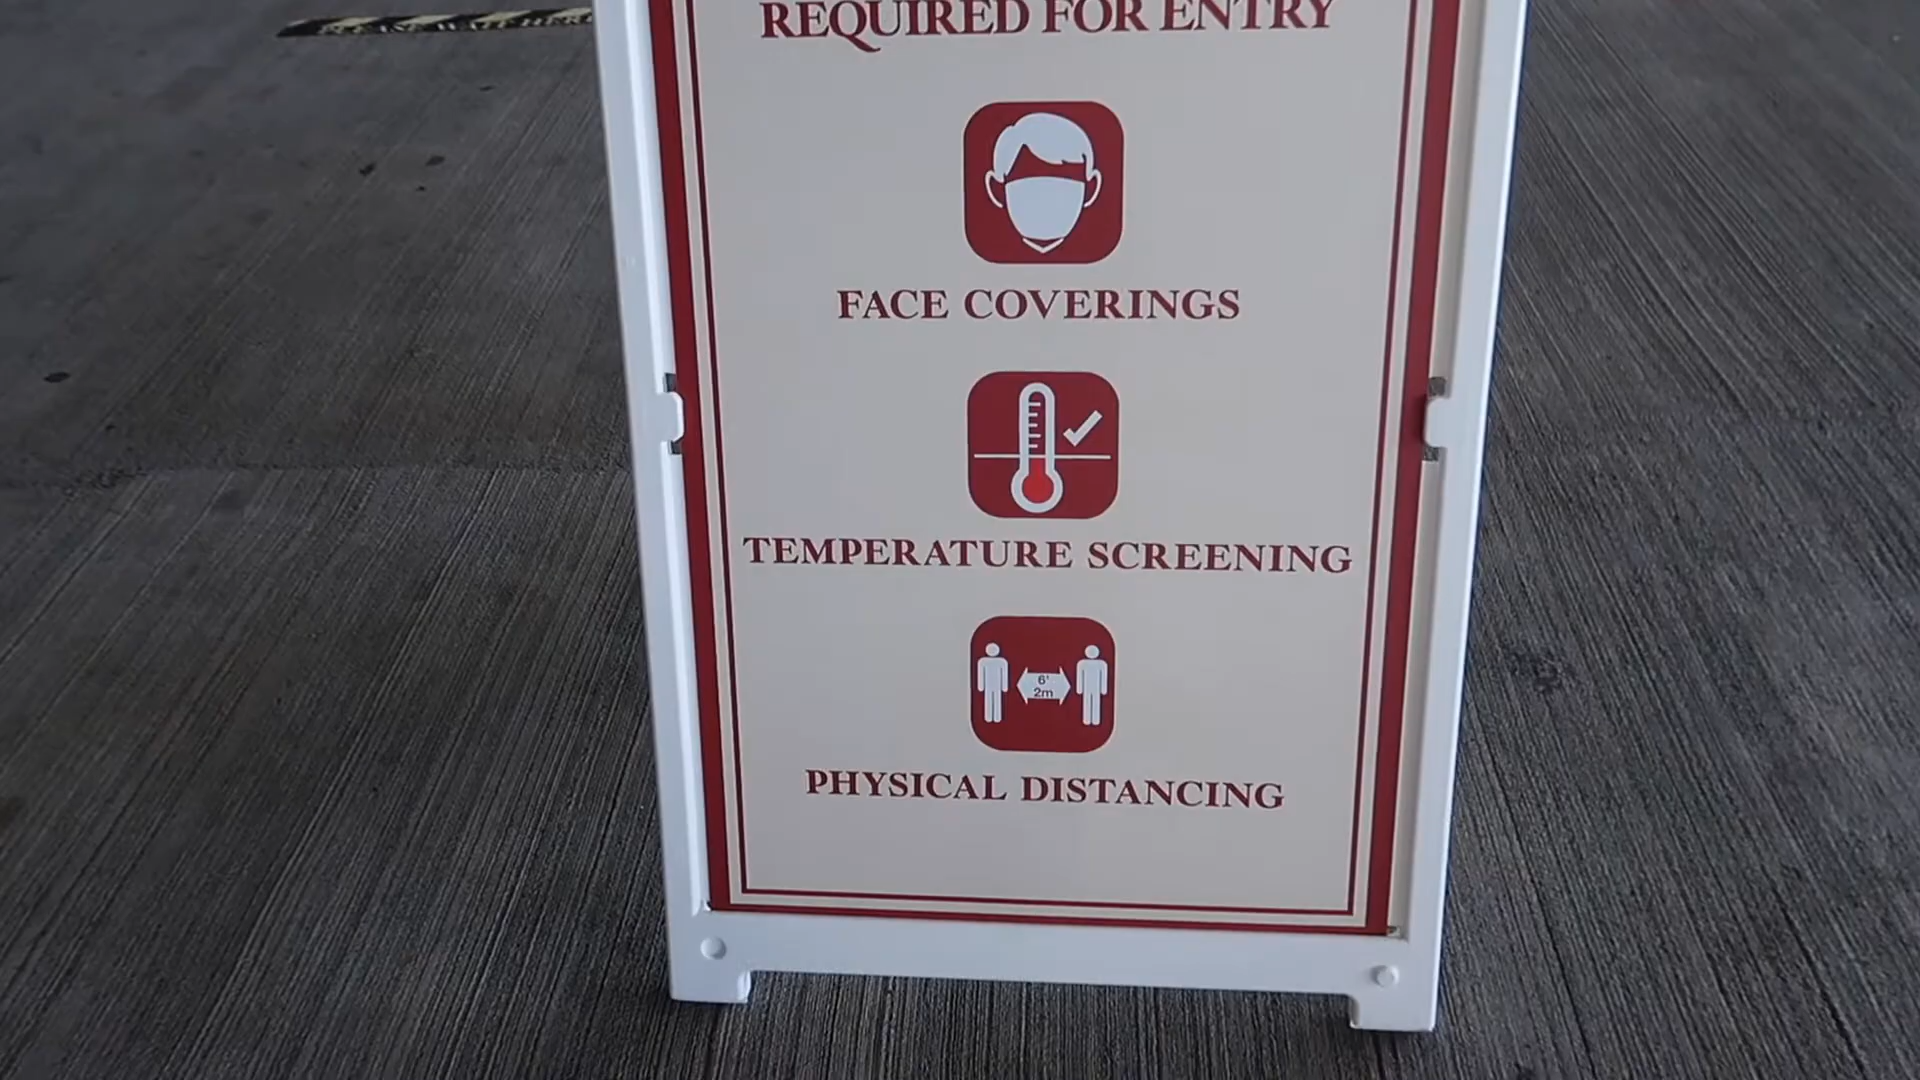 REQUIRED FOR ENTRY
FACE COVERINGS
TEMPERATURE SCREENING
6'
2m
PHYSICAL DISTANCING